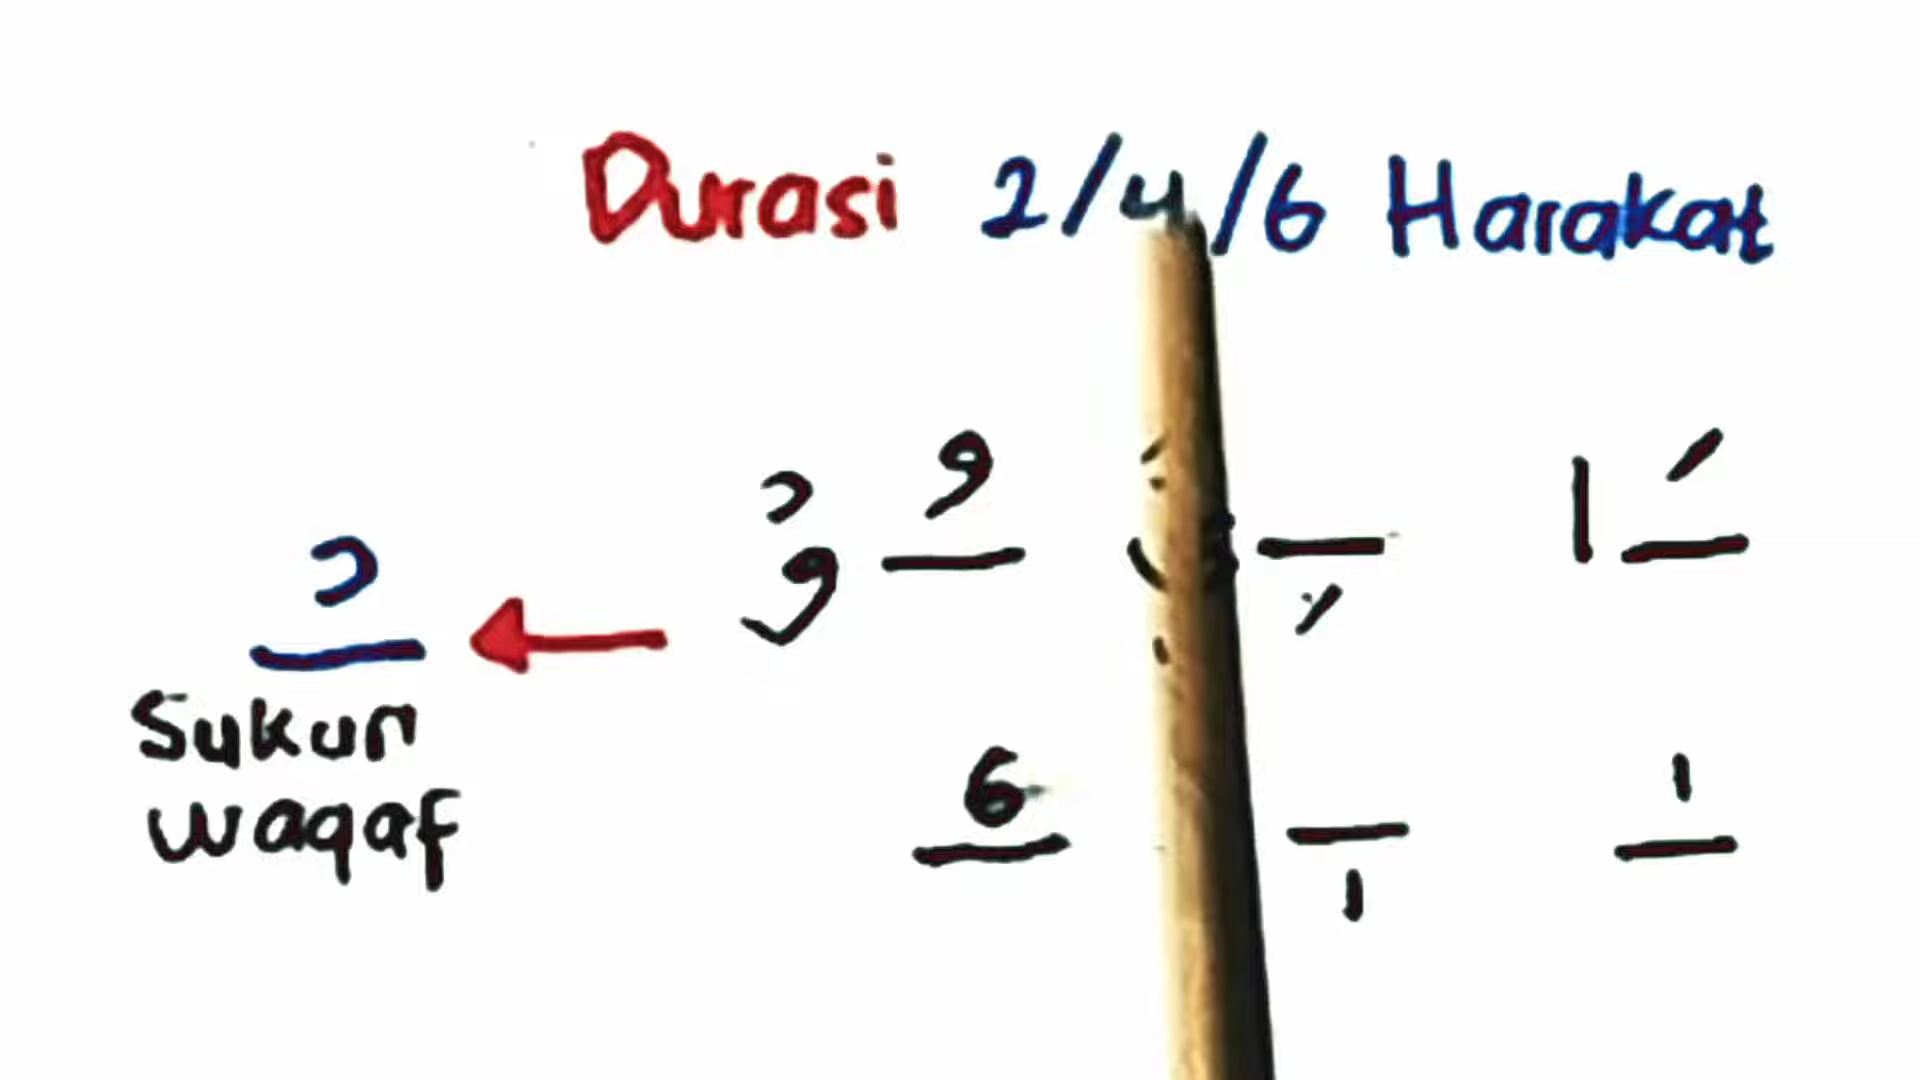 Durasi 2/4/6 Harakat
ـَا ـِيْ ـُوْ
ـٰ ـٖ ـٗ
ـْ
Sukun
waqaf